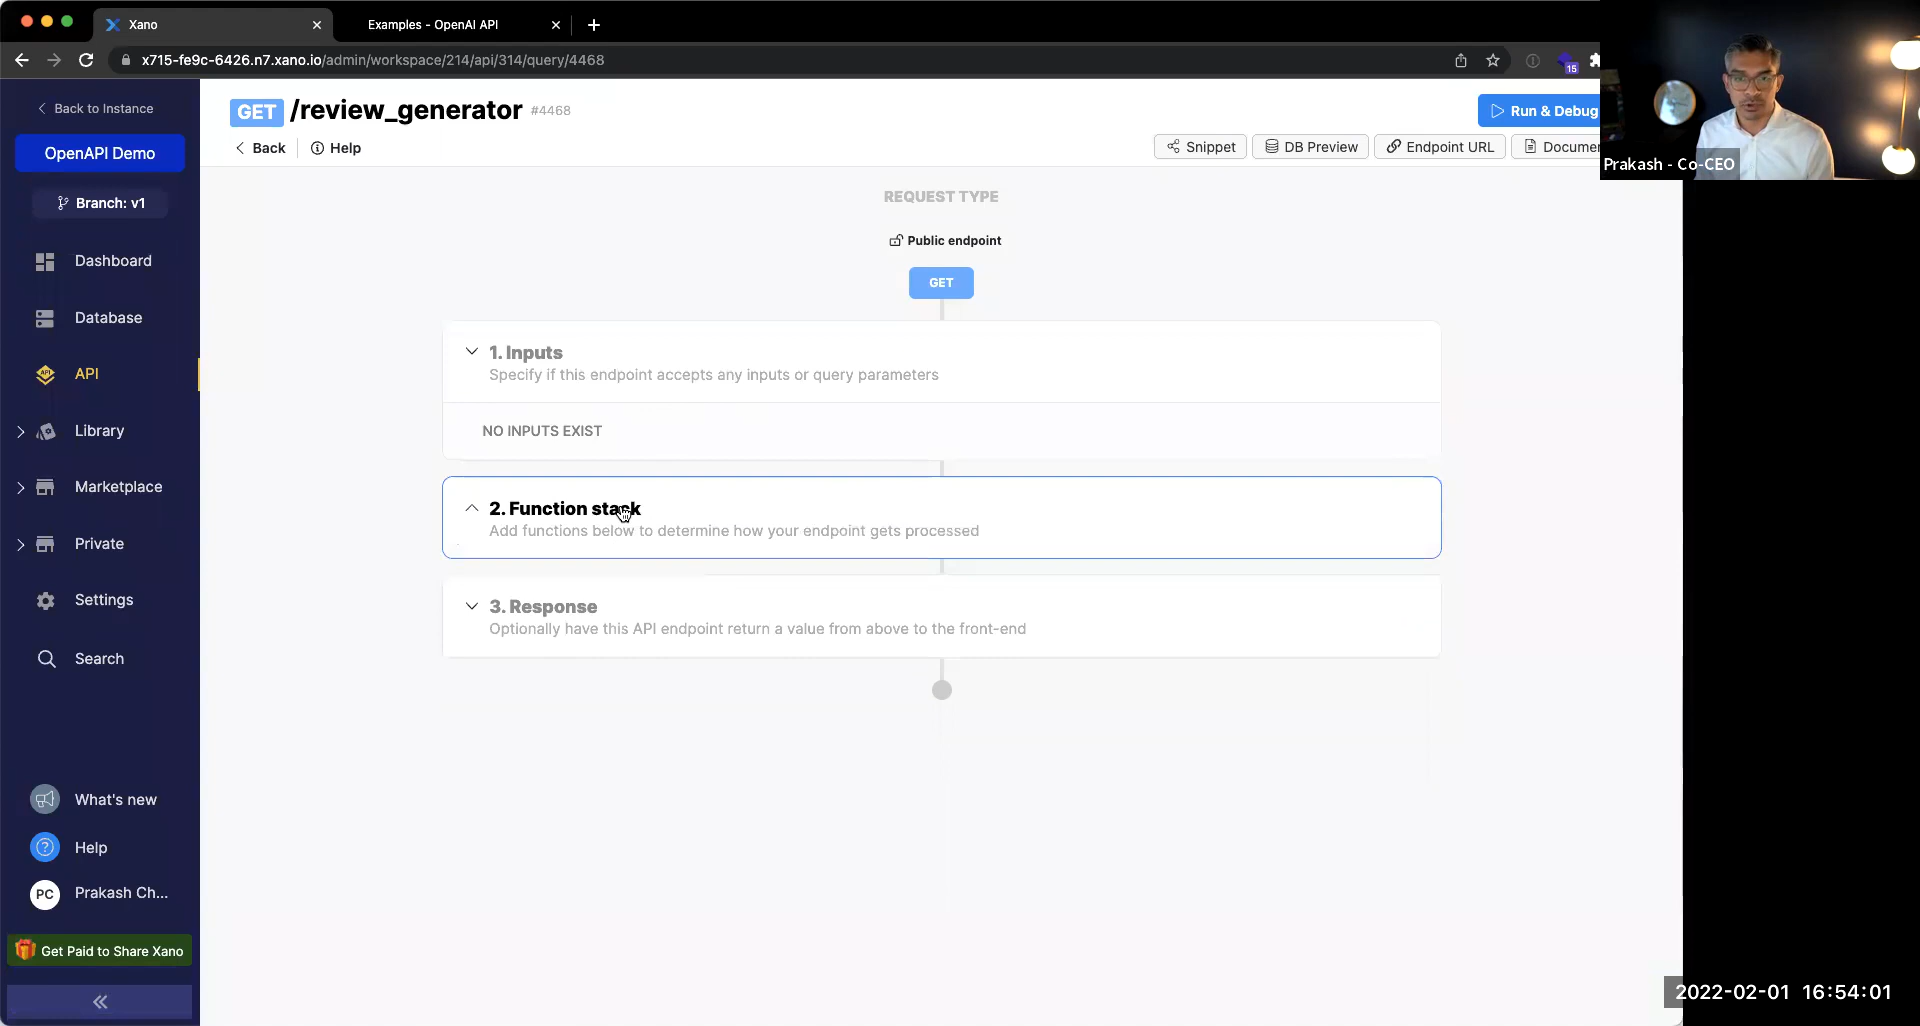 Xano
Examples - OpenAI API
x715-fe9c-6426.n7.xano.io/admin/workspace/214/api/314/query/4468
15
Back to Instance
OpenAPI Demo
Branch: v1
Dashboard
Database
API
API
Library
Marketplace
Private
Settings
Search
What's new
Help
PC
Prakash Ch...
Get Paid to Share Xano
GET /review_generator #4468
Run & Debug
Back
Help
Snippet
DB Preview
Endpoint URL
Documen
Prakash - Co-CEO
REQUEST TYPE
Public endpoint
GET
1. Inputs
Specify if this endpoint accepts any inputs or query parameters
NO INPUTS EXIST
2. Function stack
Add functions below to determine how your endpoint gets processed
3. Response
Optionally have this API endpoint return a value from above to the front-end
2022-02-01 16:54:01